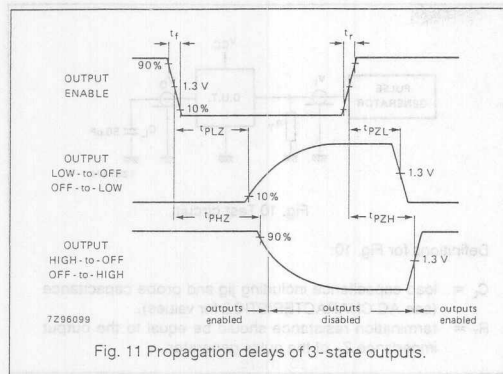 tf
tr
90%
OUTPUT
ENABLE
1.3 V
10%
tPLZ
tPZL
OUTPUT
LOW-to-OFF
OFF-to-LOW
1.3 V
10%
tPHZ
tPZH
90%
OUTPUT
HIGH-to-OFF
OFF-to-HIGH
1.3 V
7Z96099
outputs
enabled
outputs
disabled
outputs
enabled
Fig. 11 Propagation delays of 3-state outputs.